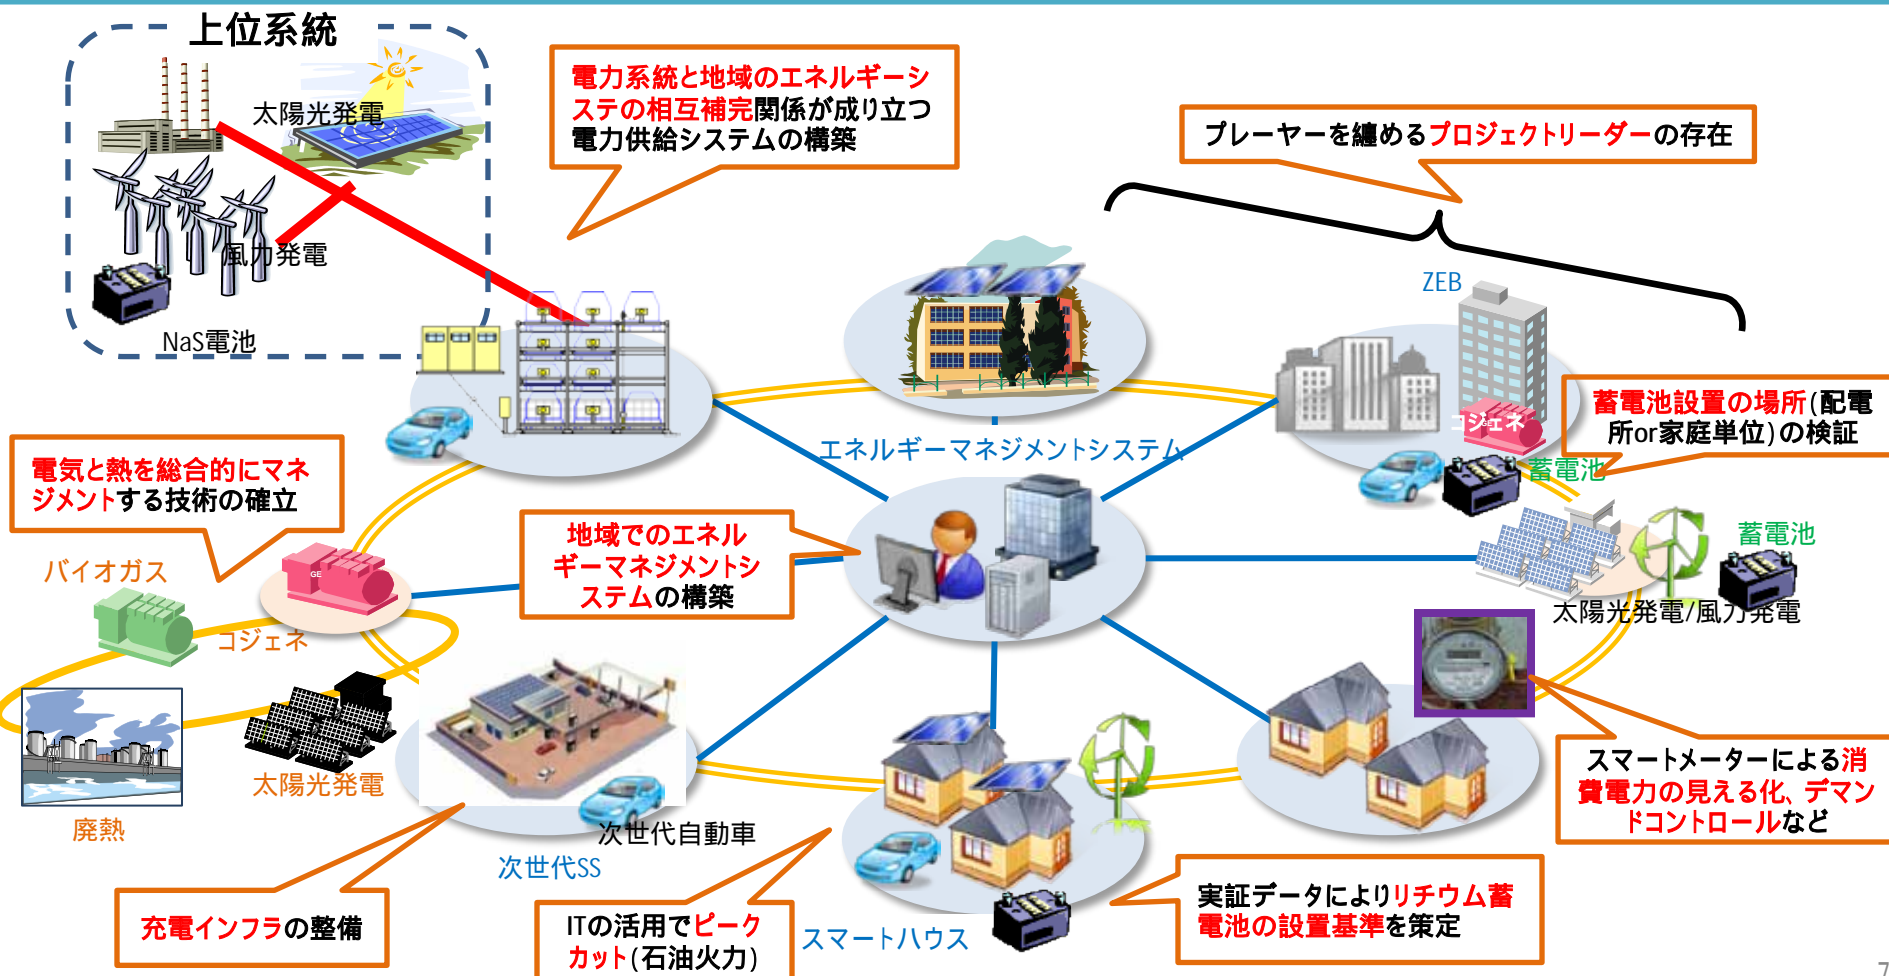 上位系統
太陽光発電
風力発電
NaS電池
電力系統と地域のエネルギーシ
ステの相互補完関係が成り立つ
電力供給システムの構築
プレーヤーを纏めるプロジェクトリーダーの存在
ZEB
コジェネ
GE
蓄電池設置の場所(配電
所or家庭単位)の検証
蓄電池
エネルギーマネジメントシステム
電気と熱を総合的にマネ
ジメントする技術の確立
地域でのエネル
ギーマネジメントシ
ステムの構築
蓄電池
太陽光発電/風力発電
バイオガス
GE
コジェネ
太陽光発電
廃熱
スマートメーターによる消
費電力の見える化、デマン
ドコントロールなど
次世代自動車
次世代SS
充電インフラの整備
ITの活用でピーク
カット(石油火力)
スマートハウス
実証データによりリチウム蓄
電池の設置基準を策定
7